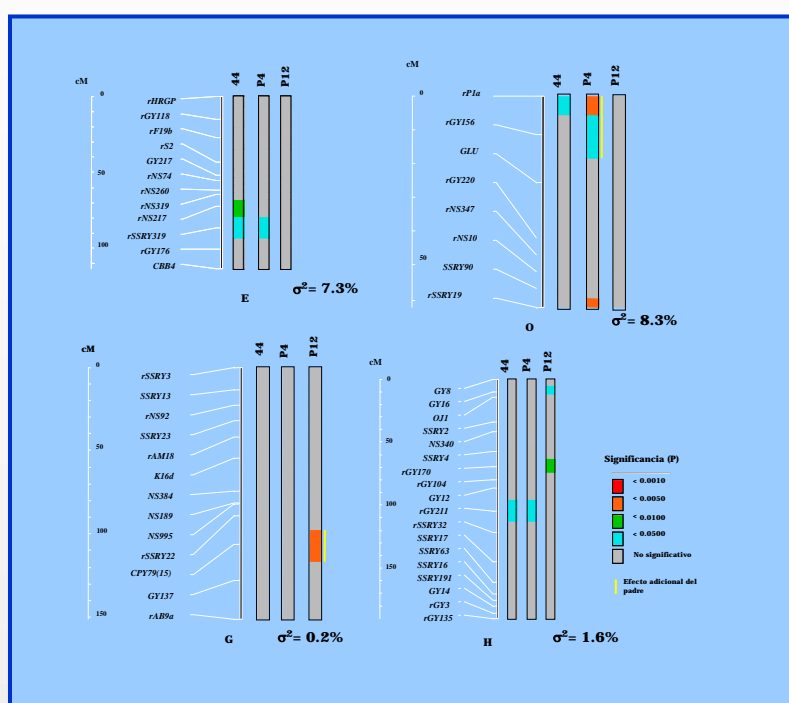 cM
44
P4
P12
0
50
100
rHRGP
rGY118
rF19b
rS2
GY217
rNS74
rNS260
rNS319
rNS217
rSSRY319
rGY176
CBB4
E
σ²= 7.3%
cM
44
P4
P12
0
50
rP1a
rGY156
GLU
rGY220
rNS347
rNS10
SSRY90
rSSRY19
O
σ²= 8.3%
cM
44
P4
P12
0
50
100
150
rSSRY3
SSRY13
rNS92
SSRY23
rAM18
K16d
NS384
NS189
NS995
rSSRY22
CPY79(15)
GY137
rAB9a
G
σ²= 0.2%
cM
44
P4
P12
0
50
100
150
GY8
GY16
OJ1
SSRY2
NS340
SSRY4
rGY170
rGY104
GY12
rGY211
rSSRY32
SSRY17
SSRY63
SSRY16
SSRY191
GY14
rGY3
rGY135
H
σ²= 1.6%
Significancia (P)
< 0.0010
< 0.0050
< 0.0100
< 0.0500
No significativo
Efecto adicional del
padre